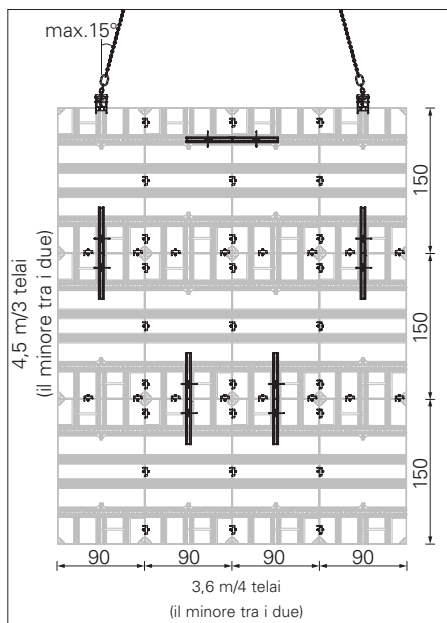 max.15°
150
150
150
4,5 m/3 telai
(il minore tra i due)
90 90 90 90
3,6 m/4 telai
(il minore tra i due)